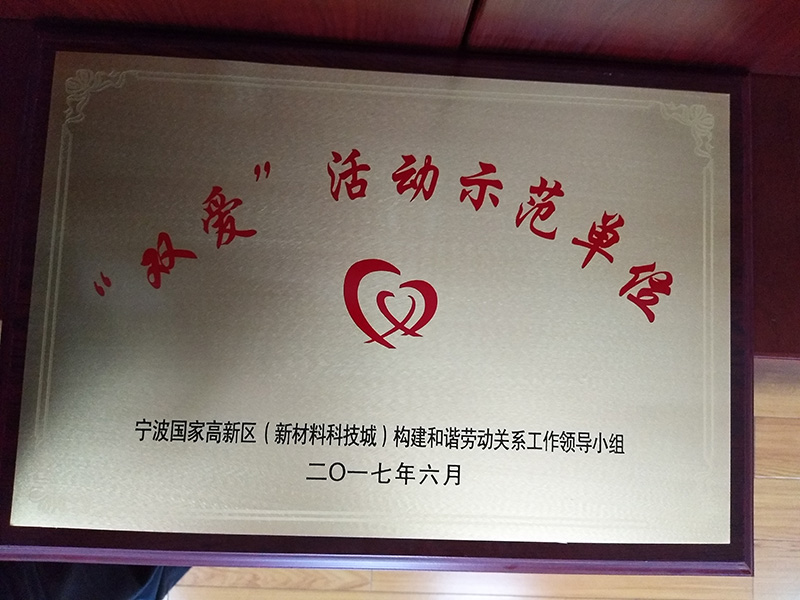 “双爱”活动示范单位
宁波国家高新区（新材料科技城）构建和谐劳动关系工作领导小组
二〇一七年六月